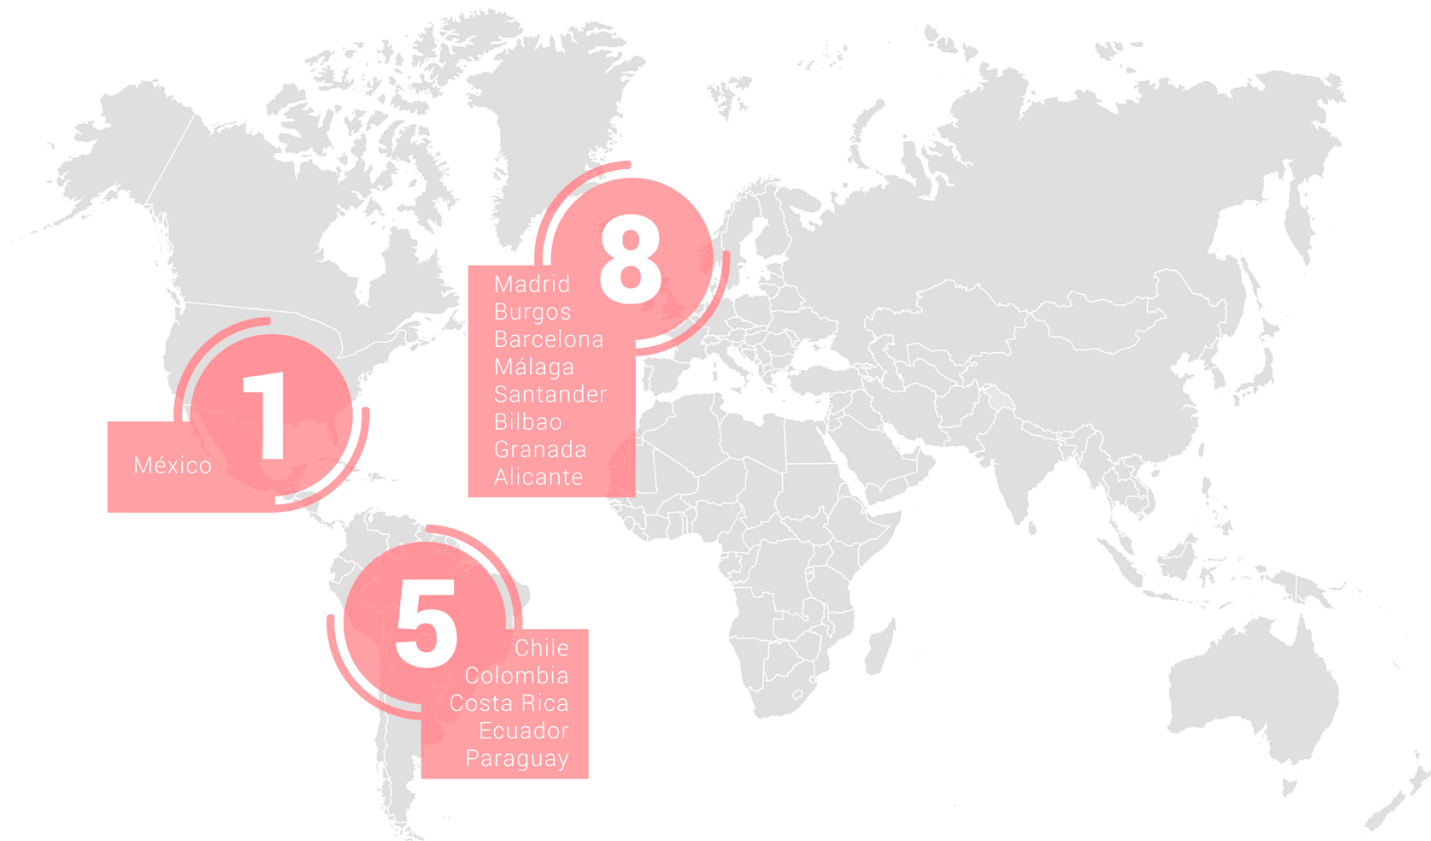 8
Madrid
Burgos
Barcelona
Málaga
Santander
Bilbao
Granada
Alicante
1
México
5
Chile
Colombia
Costa Rica
Ecuador
Paraguay